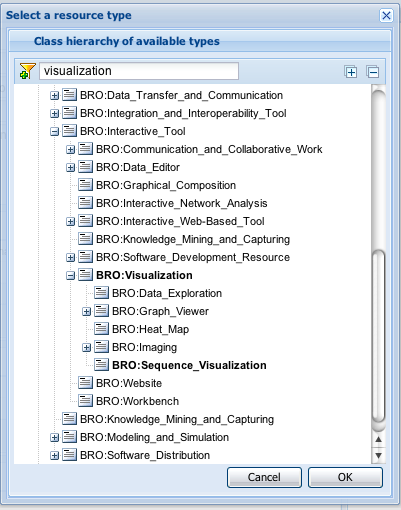 Select a resource type
Class hierarchy of available types
visualization
BRO:Data_Transfer_and_Communication
BRO:Integration_and_Interoperability_Tool
BRO:Interactive_Tool
BRO:Communication_and_Collaborative_Work
BRO:Data_Editor
BRO:Graphical_Composition
BRO:Interactive_Network_Analysis
BRO:Interactive_Web-Based_Tool
BRO:Knowledge_Mining_and_Capturing
BRO:Software_Development_Resource
BRO:Visualization
BRO:Data_Exploration
BRO:Graph_Viewer
BRO:Heat_Map
BRO:Imaging
BRO:Sequence_Visualization
BRO:Website
BRO:Workbench
BRO:Knowledge_Mining_and_Capturing
BRO:Modeling_and_Simulation
BRO:Software_Distribution
Cancel OK